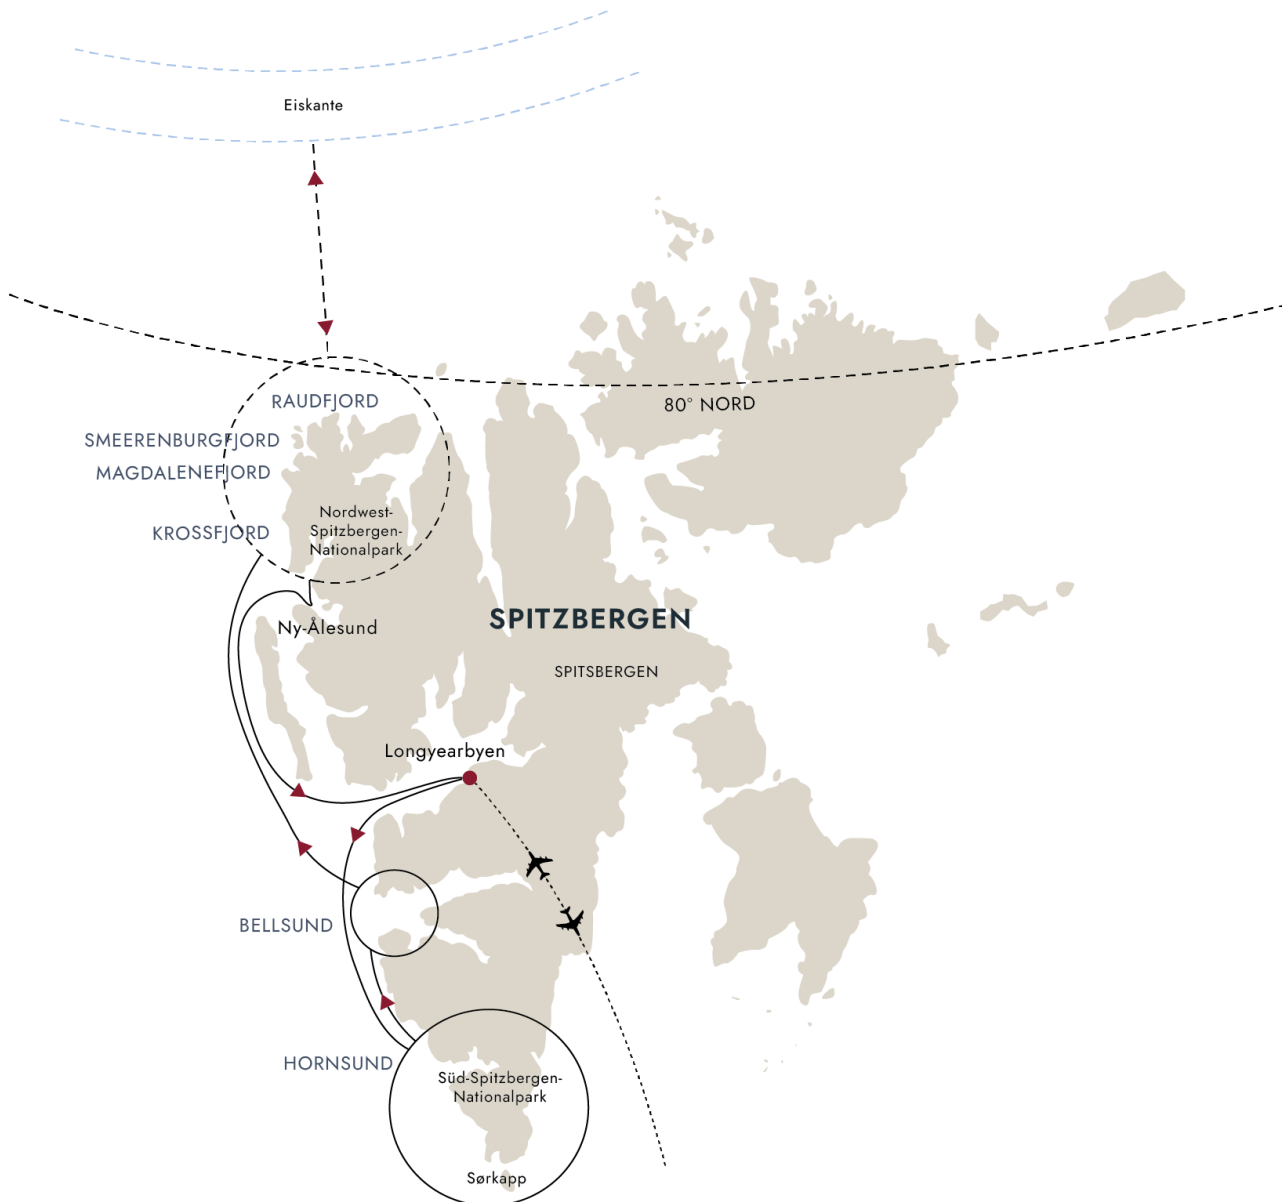 Eiskante
RAUDFJORD
80° NORD
SMEERENBURGFJORD
MAGDALENEFJORD
KROSSFJORD
Nordwest-
Spitzbergen-
Nationalpark
SPITZBERGEN
Ny-Ålesund
SPITSBERGEN
Longyearbyen
BELLSUND
HORNSUND
Süd-Spitzbergen-
Nationalpark
Sørkapp